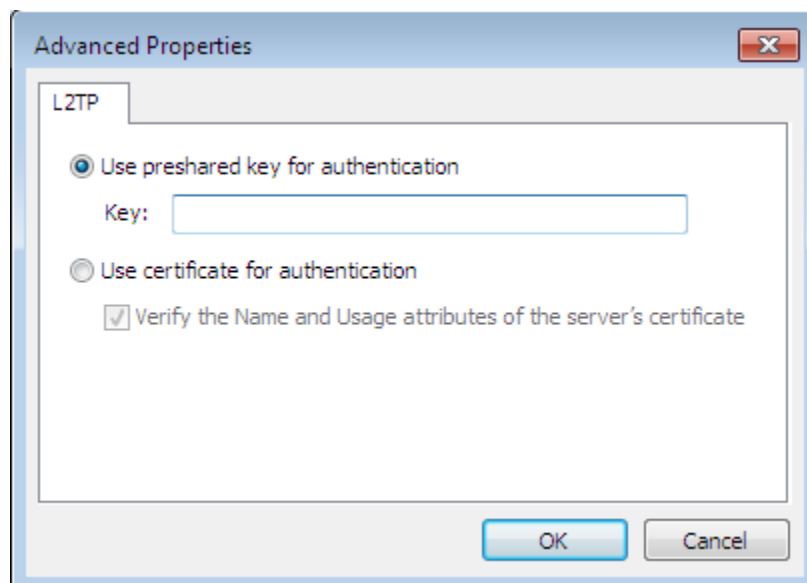 Advanced Properties
L2TP
Use preshared key for authentication
Key:
Use certificate for authentication
Verify the Name and Usage attributes of the server's certificate
OK Cancel